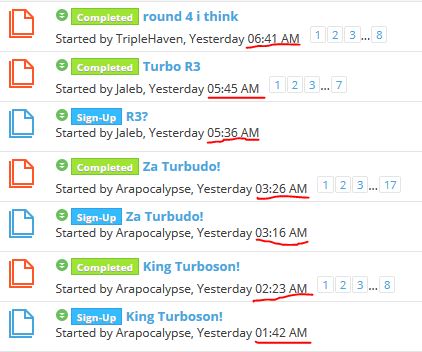 Completed round 4 i think
Started by TripleHaven, Yesterday 06:41 AM 1 2 3 ... 8
Completed Turbo R3
Started by Jaleb, Yesterday 05:45 AM 1 2 3 ... 7
Sign-Up R3?
Started by Jaleb, Yesterday 05:36 AM
Completed Za Turbudo!
Started by Arapocalypse, Yesterday 03:26 AM 1 2 3 ... 17
Sign-Up Za Turbudo!
Started by Arapocalypse, Yesterday 03:16 AM
Completed King Turboson!
Started by Arapocalypse, Yesterday 02:23 AM 1 2 3 ... 8
Sign-Up King Turboson!
Started by Arapocalypse, Yesterday 01:42 AM